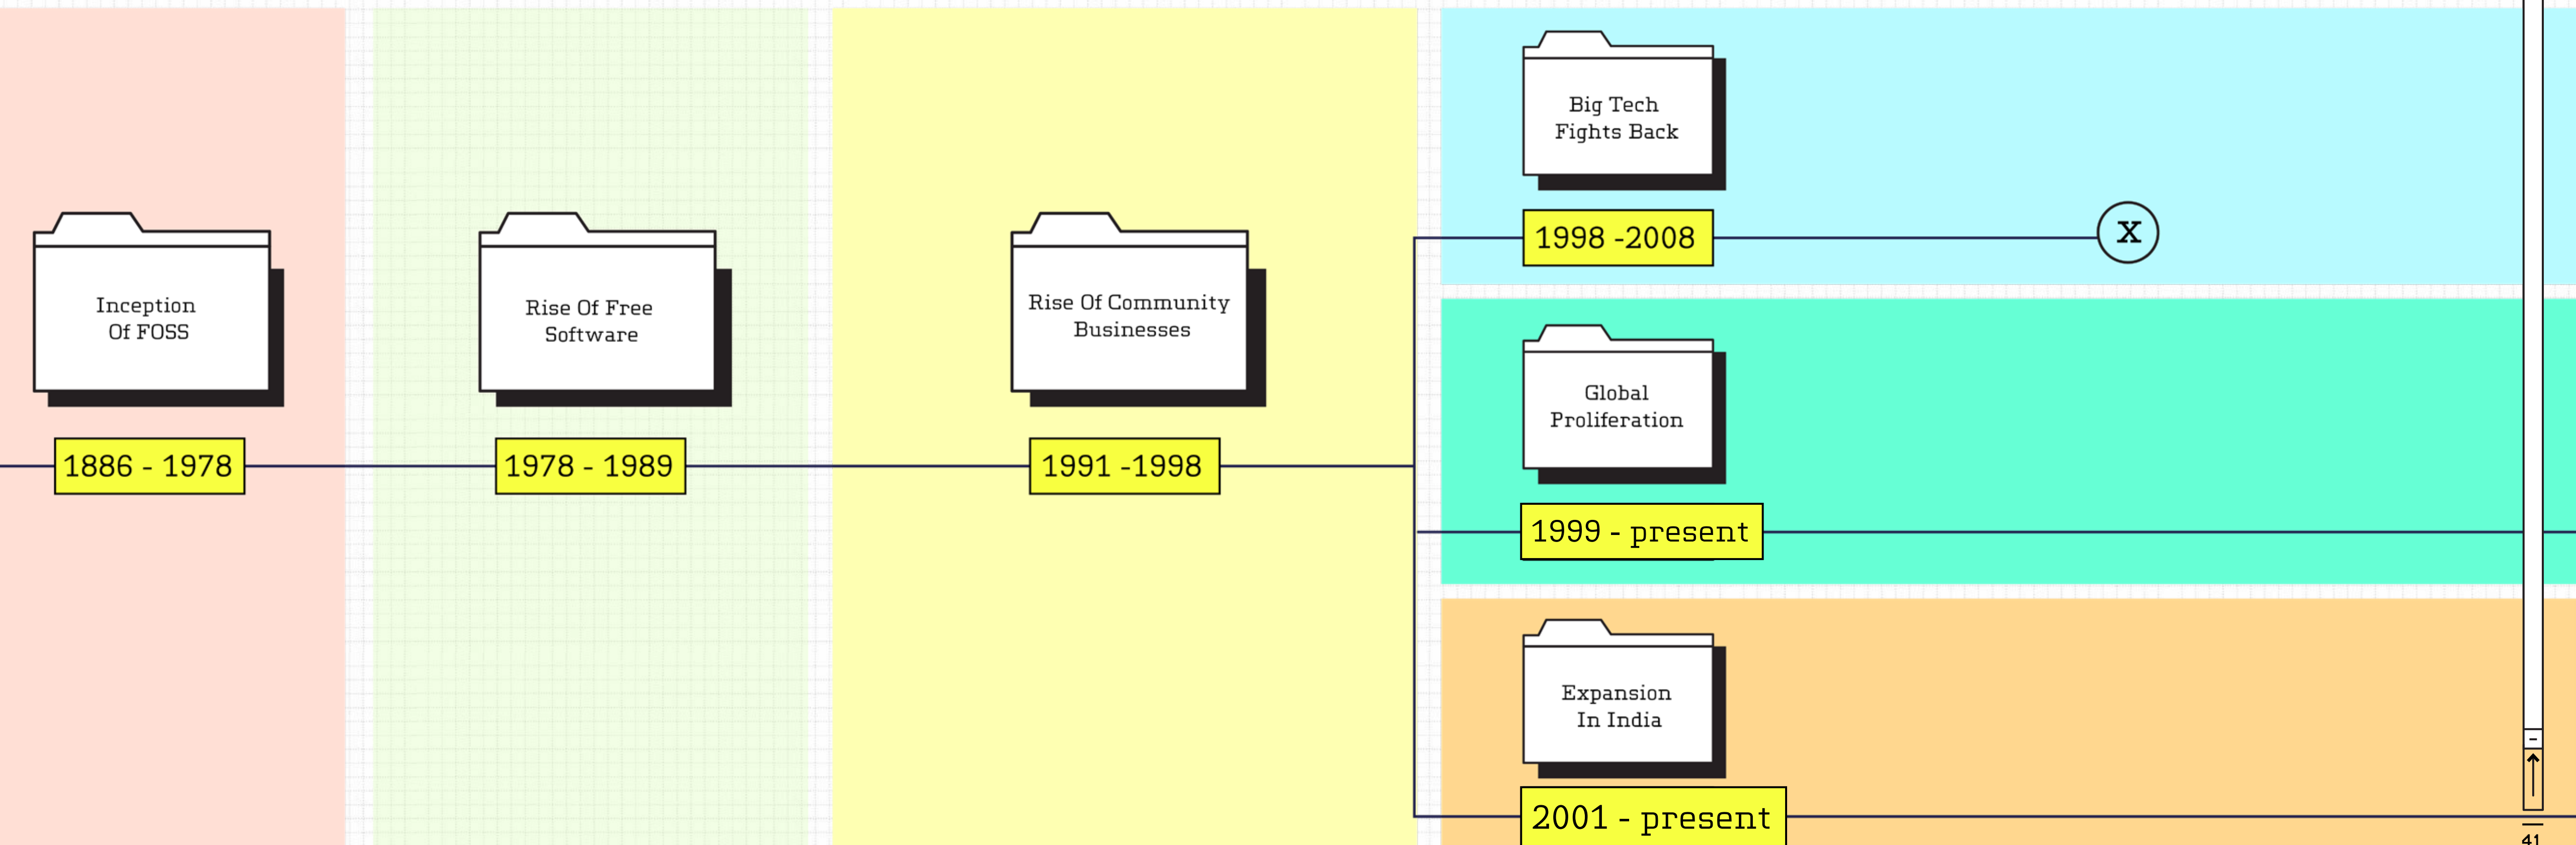 Inception
Of FOSS
1886 - 1978
Rise Of Free
Software
1978 - 1989
Rise Of Community
Businesses
1991 -1998
Big Tech
Fights Back
1998 -2008
X
Global
Proliferation
1999 - present
Expansion
In India
2001 - present
-
41